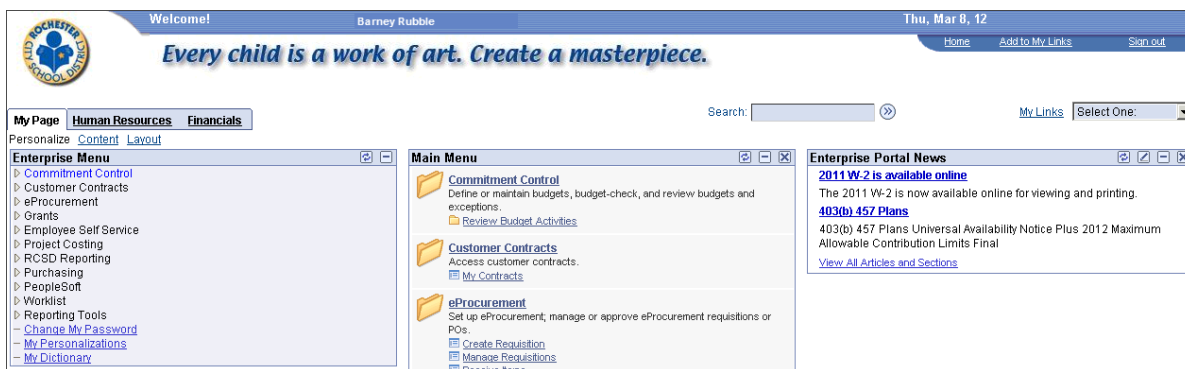 ROCHESTER
CITY SCHOOL DISTRICT
Welcome! Barney Rubble Thu, Mar 8, 12
Home Add to My Links Sign out
Every child is a work of art. Create a masterpiece.
Search: My Links Select One:
My Page Human Resources Financials
Personalize Content Layout
Enterprise Menu
Commitment Control
Customer Contracts
eProcurement
Grants
Employee Self Service
Project Costing
RCSD Reporting
Purchasing
PeopleSoft
Worklist
Reporting Tools
Change My Password
My Personalizations
My Dictionary
Main Menu
Commitment Control
Define or maintain budgets, budget-check, and review budgets and
exceptions.
Review Budget Activities
Customer Contracts
Access customer contracts.
My Contracts
eProcurement
Set up eProcurement; manage or approve eProcurement requisitions or
POs.
Create Requisition
Manage Requisitions
Enterprise Portal News
2011 W-2 is available online
The 2011 W-2 is now available online for viewing and printing.
403(b) 457 Plans
403(b) 457 Plans Universal Availability Notice Plus 2012 Maximum
Allowable Contribution Limits Final
View All Articles and Sections